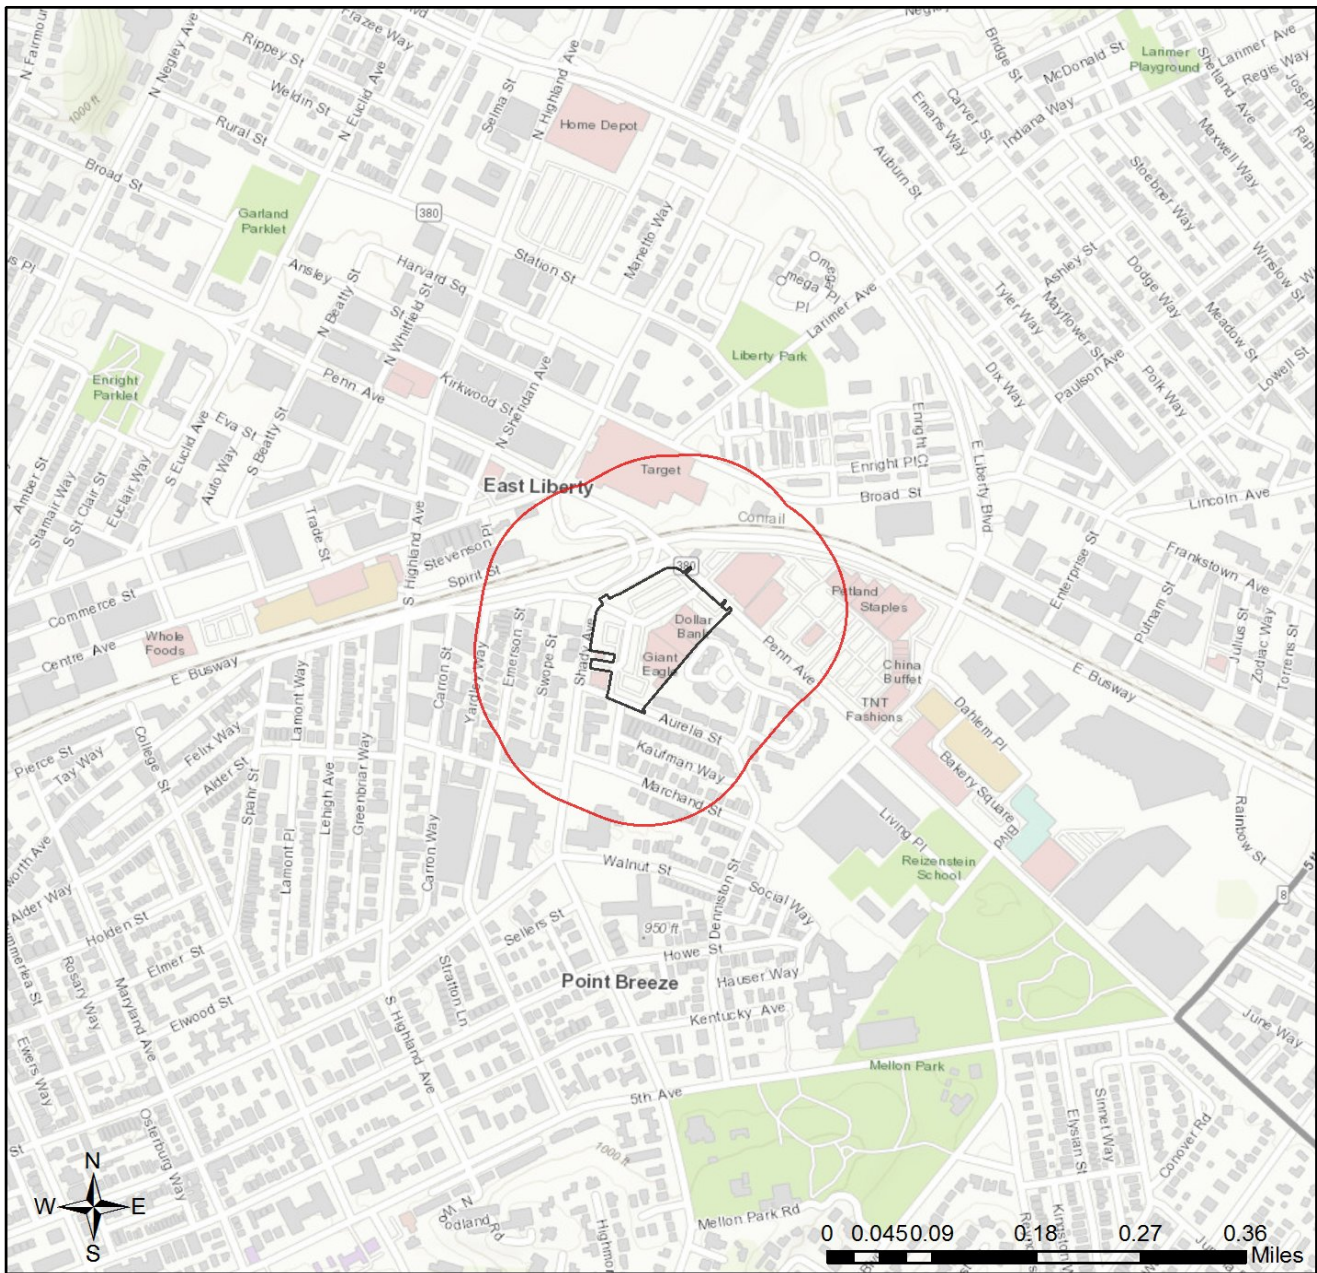 N Fairmount
N Negley Ave
Rippey St
Frazee Way
Weldin St
N Euclid Ave
Rural St
1000 ft
Broad St
Selma St
N Highland Ave
Home Depot
Negley
Bridge St
McDonald St
Larimer
Playground
Shetland Ave
Larimer Ave
Regis Way
Carver St
Emans Way
Indiana Way
Auburn St
Maxwell Way
Stoebner Way
Garland
Parklet
380
Station St
Manetto Way
Harvard Sq
Ansley
St
N Beatty St
N Whitfield St
Omega Pl
Omega
Pl
Larimer Ave
Ashley St
Tyler Way
Mayflower St
Dodge Way
Winslow St
Meadow St
Lowell St
Liberty Park
Enright
Parklet
Penn Ave
Kirkwood St
N Sheridan Ave
Dix Way
Paulson Ave
Polk Way
Eva St
S Euclid Ave
Auto Way
S Beatty St
Amber St
Stamair Way
S St Clair St
Euclair Way
Target
East Liberty
Enright Ct
Enright Pl
Broad St
E Liberty Blvd
Lincoln Ave
Conrail
Trade St
S Highland Ave
Stevenson
Pl
Spirit St
380
Frankstown Ave
Enterprise St
Putnam St
Commerce St
Centre Ave
Whole
Foods
E Busway
Petland
Staples
Dollar
Bank
Giant
Eagle
Penn Ave
Shady Ave
Swope St
Emerson St
Yardley Way
Carron St
Lamont Way
China
Buffet
TNT
Fashions
E Busway
Julius St
Zodiac Way
Torrens St
Pierce St
Tay Way
College St
Felix Way
Alder St
Spahr St
Lamont Pl
Lehigh Ave
Greenbriar Way
Carron Way
Aurelia St
Kaufman Way
Marchand St
Dahlem Pl
Bakery Square Blvd
Living Pl
Reizenstein
School
Rainbow St
8
Walnut St
Denniston St
Social Way
950 ft
Sellers St
Howe St
Point Breeze
Hauser Way
Kentucky Ave
Alder Way
Holden St
Elmer St
Rosary Way
Maryland Ave
Elwood St
Stratton Ln
S Highland Ave
Ewers Way
Osterburg Way
June Way
Mellon Park
5th Ave
1000 ft
Mellon Park Rd
Elysian St
Sinnet Way
Conover Rd
N
W E
S
0 0.045 0.09 0.18 0.27 0.36
Miles